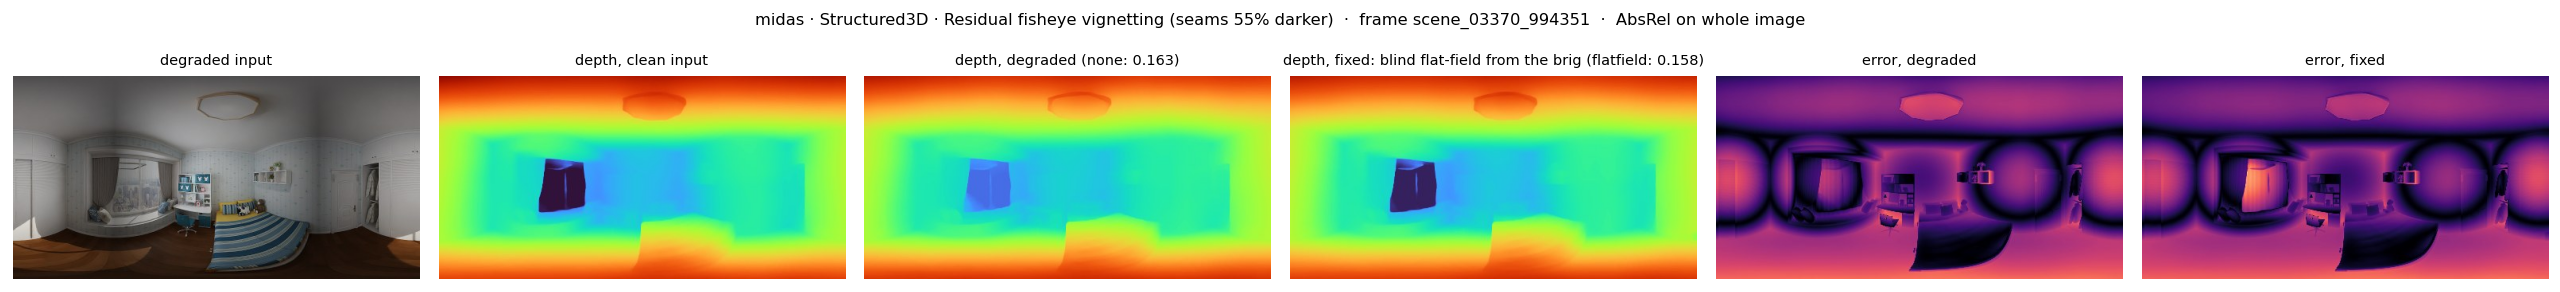 midas · Structured3D · Residual fisheye vignetting (seams 55% darker) · frame scene_03370_994351 · AbsRel on whole image
degraded input
depth, clean input
depth, degraded (none: 0.163)
depth, fixed: blind flat-field from the brig (flatfield: 0.158)
error, degraded
error, fixed